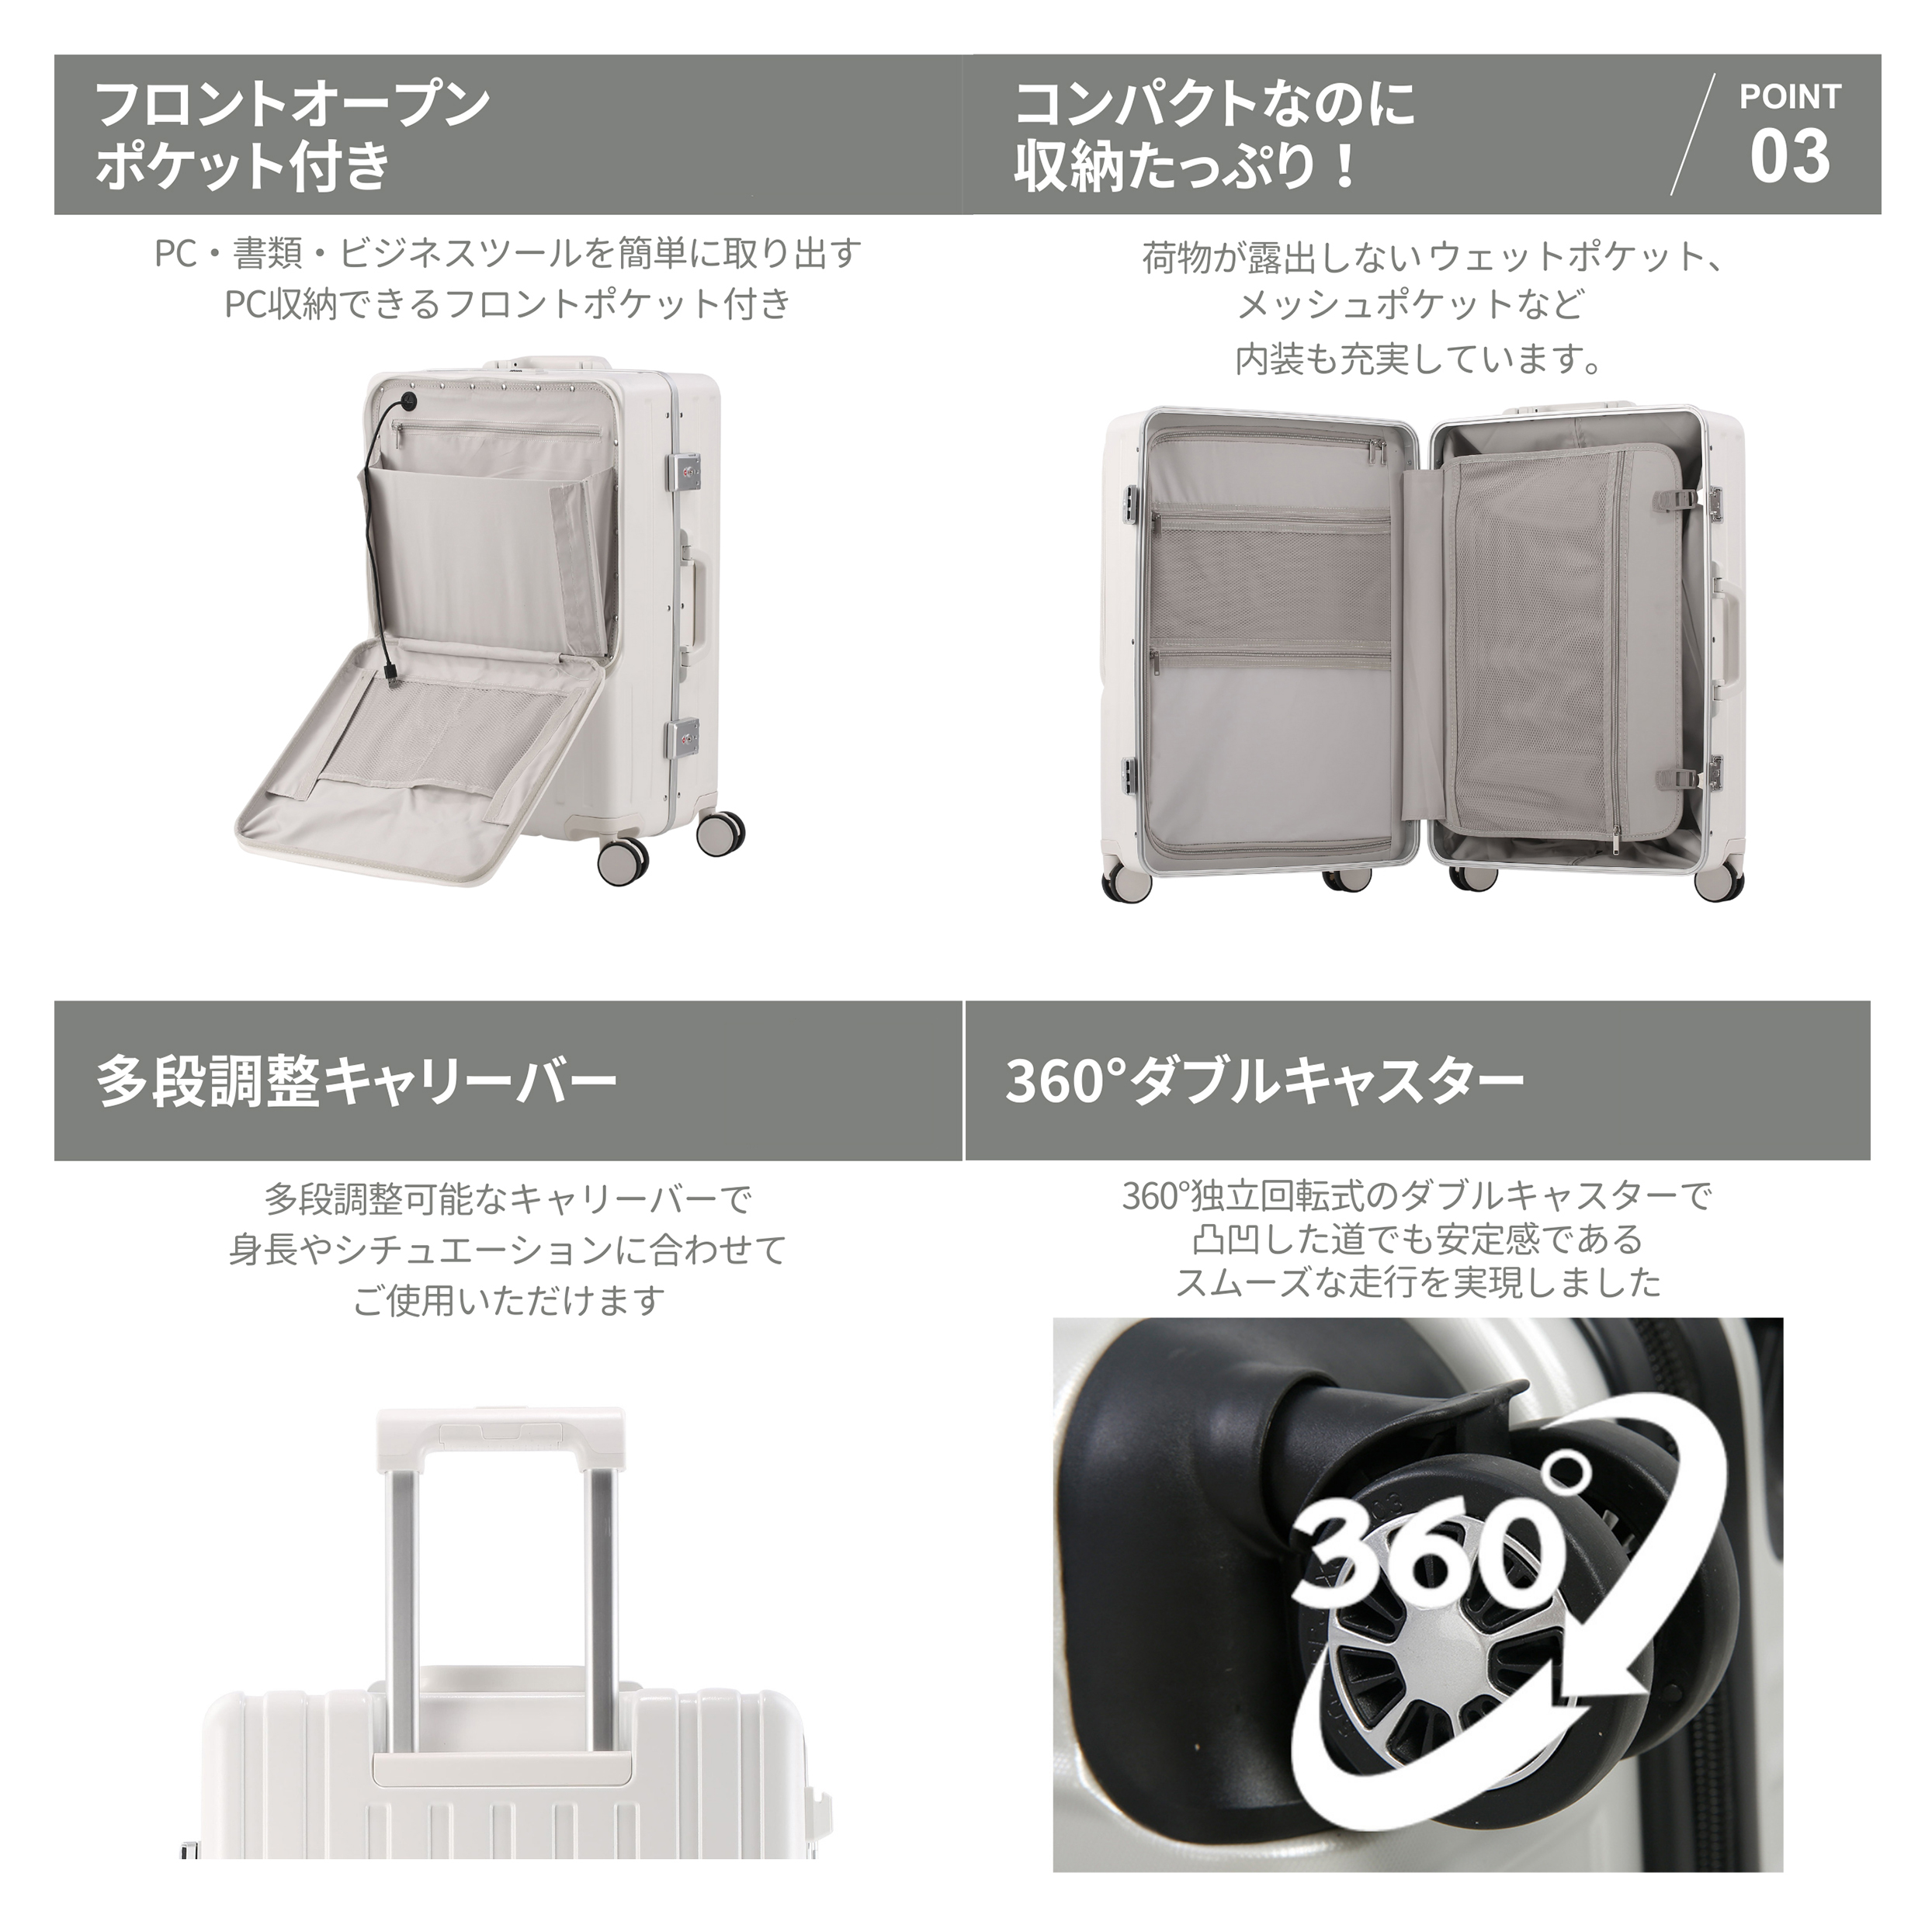 フロントオープン
ポケット付き
PC・書類・ビジネスツールを簡単に取り出す
PC収納できるフロントポケット付き
コンパクトなのに
収納たっぷり！
POINT
03
荷物が露出しない ウェットポケット、
メッシュポケットなど
内装も充実しています。
多段調整キャリーバー
多段調整可能なキャリーバーで
身長やシチュエーションに合わせて
ご使用いただけます
360°ダブルキャスター
360°独立回転式のダブルキャスターで
凸凹した道でも安定感である
スムーズな走行を実現しました
360°